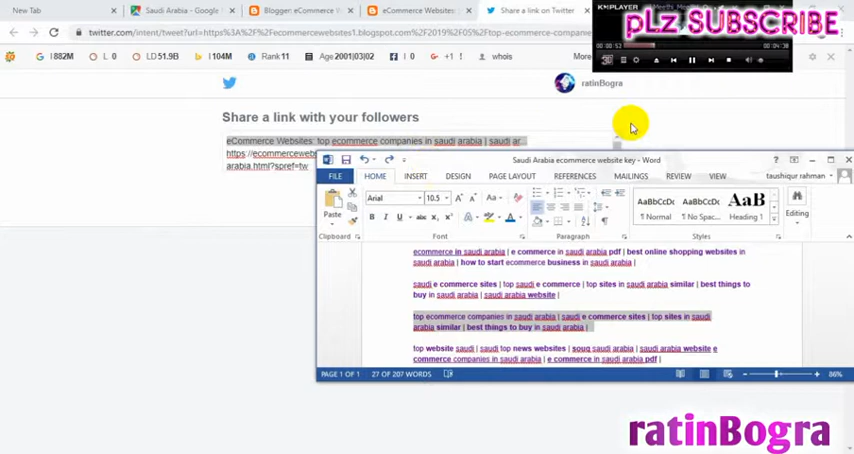 New Tab
Saudi Arabia - Google
Blogger: eCommerce W
eCommerce Websites:
Share a link on Twitter
KMPLAYER
plz SUBSCRIBE
00:00:52
00:04:38
twitter.com/intent/tweet?url=https%3A%2F%2Fecommercewebsites1.blogspot.com%2F2019%2F05%2Ftop-ecommerce-compani
I 882M
LD 51.9B
I 104M
Rank 11
Age 2001|03|02
+1
whois
ratinBogra
Share a link with your followers
eCommerce Websites: top ecommerce companies in saudi arabia | saudi ar...
https://ecommerceweb
arabia.html?spref=tw
Saudi Arabia ecommerce website key - Word
FILE HOME INSERT DESIGN PAGE LAYOUT REFERENCES MAILINGS REVIEW VIEW taushiqur rahman
Arial 10.5
Paste
AaBbCcDc AaBbCcDc AaBb
¶ Normal ¶ No Spac... Heading 1
Editing
Clipboard Font Paragraph Styles
ecommerce in saudi arabia | e commerce in saudi arabia pdf | best online shopping websites in
saudi arabia | how to start ecommerce business in saudi arabia |
saudi e commerce sites | top saudi e commerce | top sites in saudi arabia similar | best things to
buy in saudi arabia | saudi arabia website |
top ecommerce companies in saudi arabia | saudi e commerce sites | top sites in saudi
arabia similar | best things to buy in saudi arabia |
top website saudi | saudi top news websites | souq saudi arabia | saudi arabia website e
commerce companies in saudi arabia | e commerce in saudi arabia pdf |
PAGE 1 OF 1 27 OF 207 WORDS 86%
ratinBogra